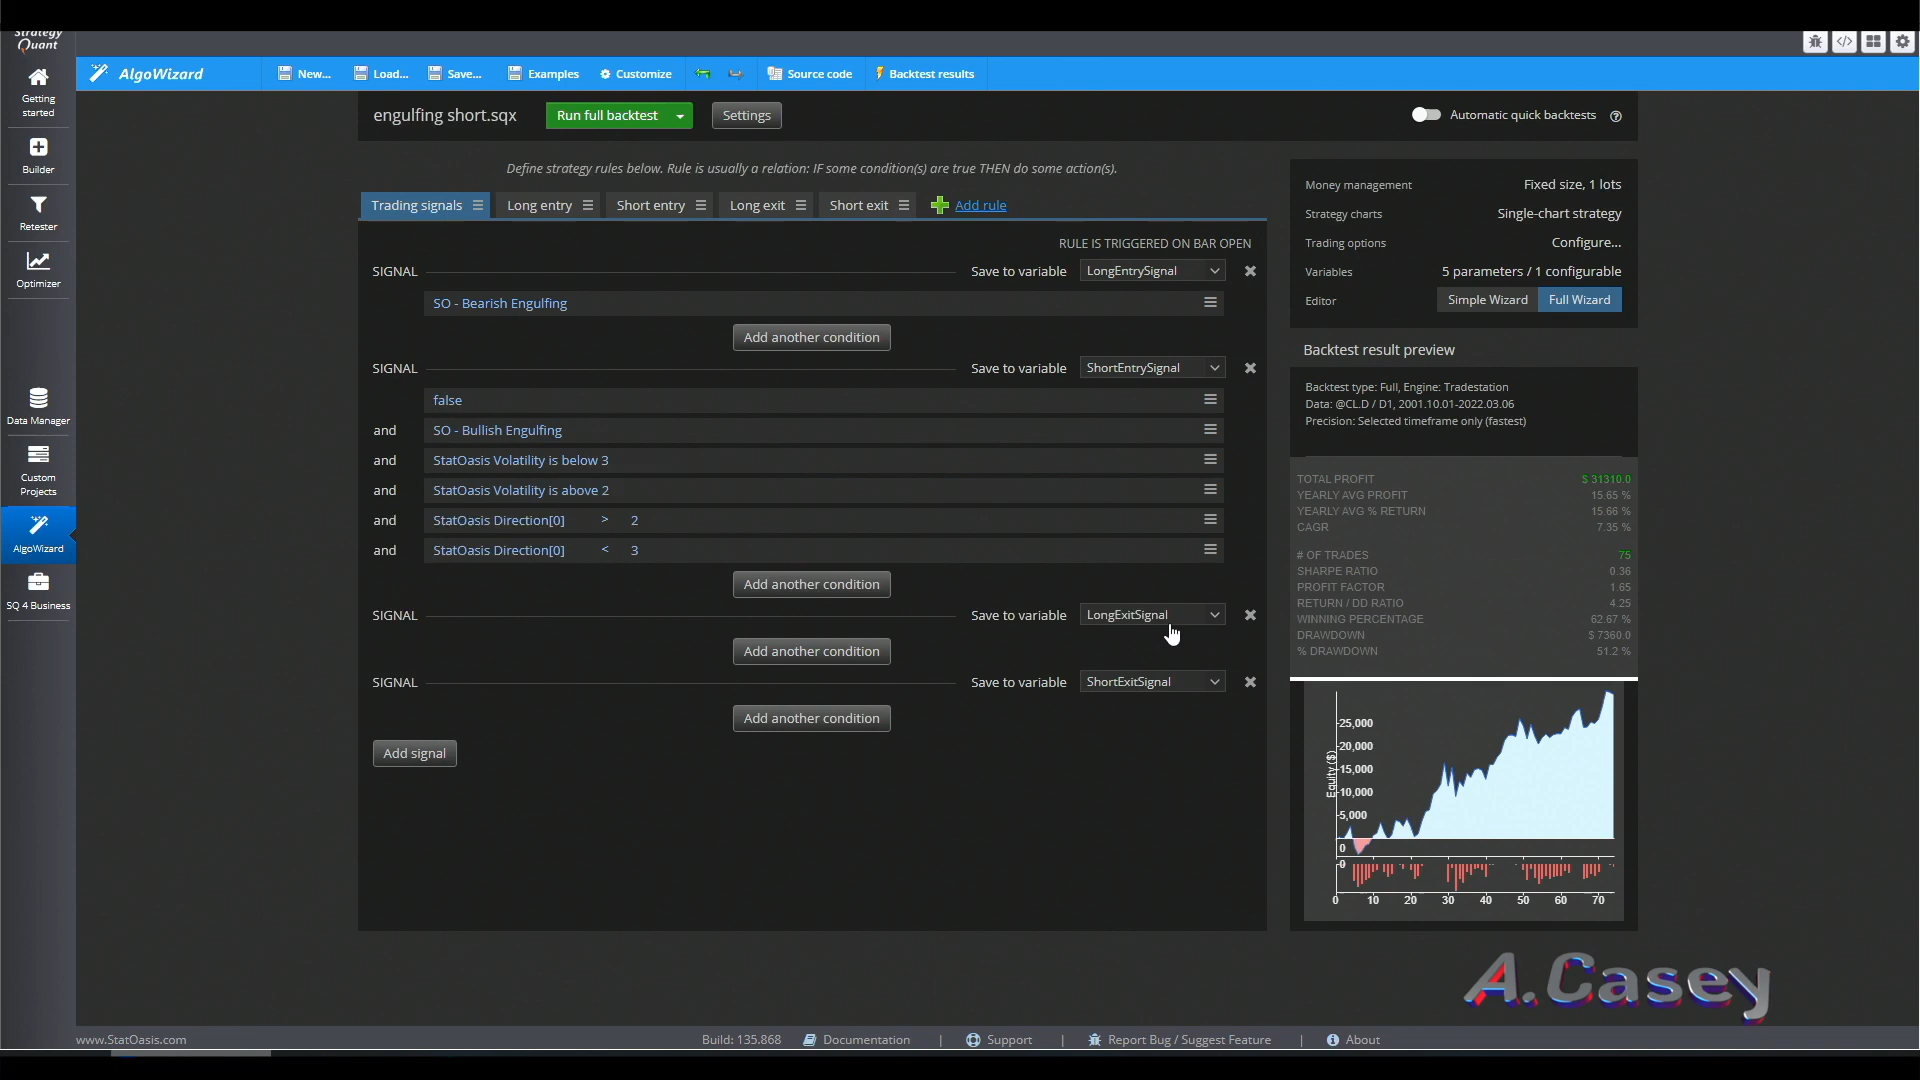 Strategy
Quant
AlgoWizard
New...
Load...
Save...
Examples
Customize
Source code
Backtest results
Getting
started
Builder
Retester
Optimizer
Data Manager
Custom
Projects
AlgoWizard
SQ 4 Business
engulfing short.sqx
Run full backtest
Settings
Automatic quick backtests
Define strategy rules below. Rule is usually a relation: IF some condition(s) are true THEN do some action(s).
Trading signals
Long entry
Short entry
Long exit
Short exit
Add rule
RULE IS TRIGGERED ON BAR OPEN
SIGNAL Save to variable LongEntrySignal
SO - Bearish Engulfing
Add another condition
SIGNAL Save to variable ShortEntrySignal
false
and SO - Bullish Engulfing
and StatOasis Volatility is below 3
and StatOasis Volatility is above 2
and StatOasis Direction[0] > 2
and StatOasis Direction[0] < 3
Add another condition
SIGNAL Save to variable LongExitSignal
Add another condition
SIGNAL Save to variable ShortExitSignal
Add another condition
Add signal
Money management Fixed size, 1 lots
Strategy charts Single-chart strategy
Trading options Configure...
Variables 5 parameters / 1 configurable
Editor Simple Wizard Full Wizard
Backtest result preview
Backtest type: Full, Engine: Tradestation
Data: @CL.D / D1, 2001.10.01-2022.03.06
Precision: Selected timeframe only (fastest)
TOTAL PROFIT $ 31310.0
YEARLY AVG PROFIT 15.65 %
YEARLY AVG % RETURN 15.66 %
CAGR 7.35 %
# OF TRADES 75
SHARPE RATIO 0.36
PROFIT FACTOR 1.65
RETURN / DD RATIO 4.25
WINNING PERCENTAGE 62.67 %
DRAWDOWN $ 7360.0
% DRAWDOWN 51.2 %
Equity ($)
25,000
20,000
15,000
10,000
5,000
0
0
0 10 20 30 40 50 60 70
A.Casey
www.StatOasis.com
Build: 135.868
Documentation
|
Support
|
Report Bug / Suggest Feature
|
About